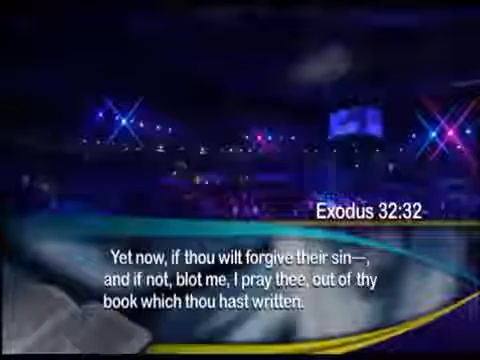 Exodus 32:32
Yet now, if thou wilt forgive their sin—,
and if not, blot me, I pray thee, out of thy
book which thou hast written.